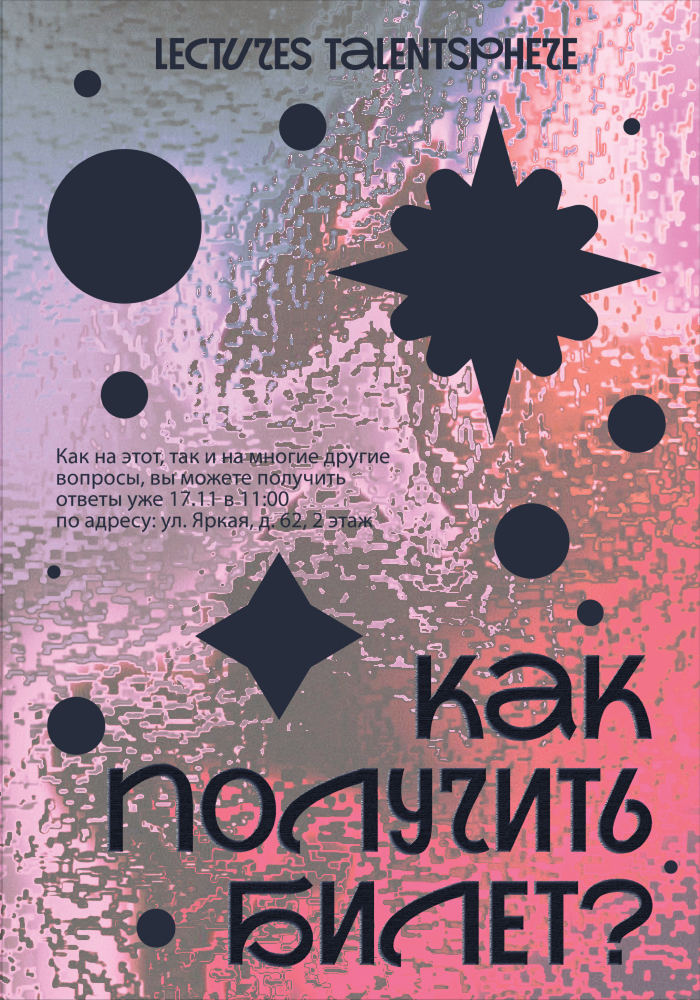 LECTURES TALENTSPHERE
Как на этот, так и на многие другие
вопросы, вы можете получить
ответы уже 17.11 в 11:00
по адресу: ул. Яркая, д. 62, 2 этаж
как
получить
билет?